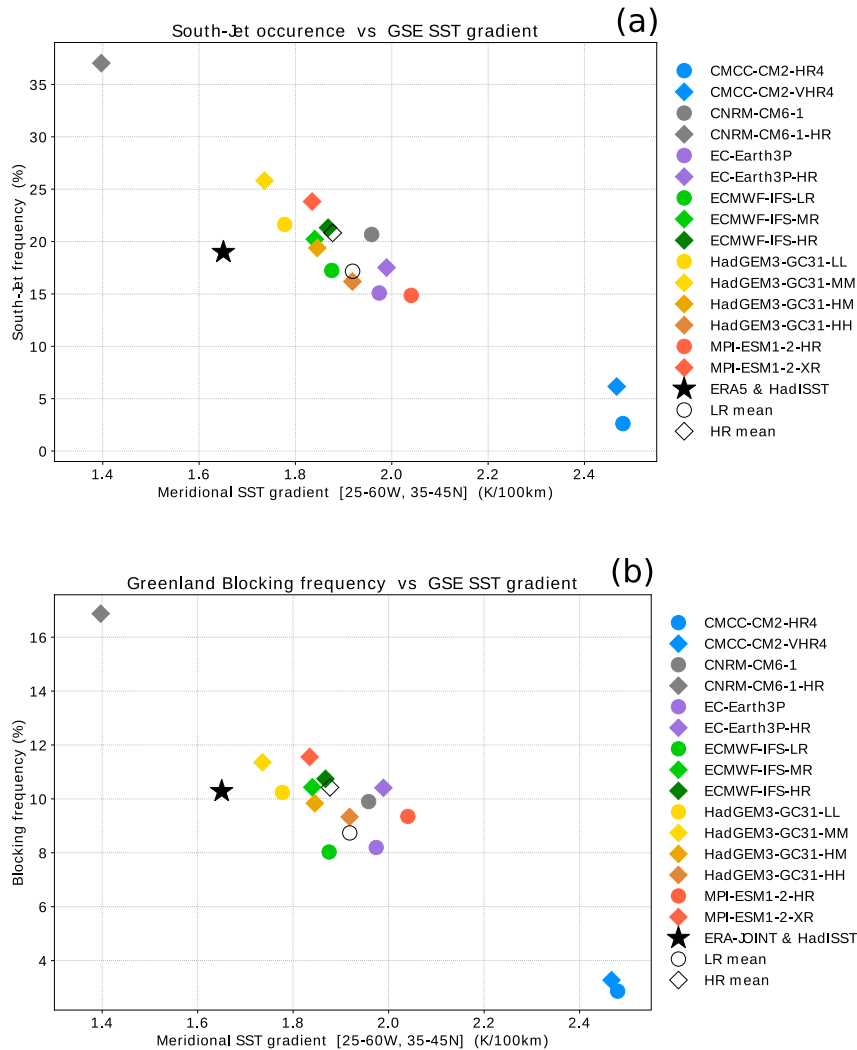 South-Jet occurence vs GSE SST gradient
(a)
35
30
25
20
15
10
5
0
South-Jet frequency (%)
1.4 1.6 1.8 2.0 2.2 2.4
Meridional SST gradient [25-60W, 35-45N] (K/100km)
CMCC-CM2-HR4
CMCC-CM2-VHR4
CNRM-CM6-1
CNRM-CM6-1-HR
EC-Earth3P
EC-Earth3P-HR
ECMWF-IFS-LR
ECMWF-IFS-MR
ECMWF-IFS-HR
HadGEM3-GC31-LL
HadGEM3-GC31-MM
HadGEM3-GC31-HM
HadGEM3-GC31-HH
MPI-ESM1-2-HR
MPI-ESM1-2-XR
ERA5 & HadISST
LR mean
HR mean
Greenland Blocking frequency vs GSE SST gradient
(b)
16
14
12
10
8
6
4
Blocking frequency (%)
1.4 1.6 1.8 2.0 2.2 2.4
Meridional SST gradient [25-60W, 35-45N] (K/100km)
CMCC-CM2-HR4
CMCC-CM2-VHR4
CNRM-CM6-1
CNRM-CM6-1-HR
EC-Earth3P
EC-Earth3P-HR
ECMWF-IFS-LR
ECMWF-IFS-MR
ECMWF-IFS-HR
HadGEM3-GC31-LL
HadGEM3-GC31-MM
HadGEM3-GC31-HM
HadGEM3-GC31-HH
MPI-ESM1-2-HR
MPI-ESM1-2-XR
ERA-JOINT & HadISST
LR mean
HR mean